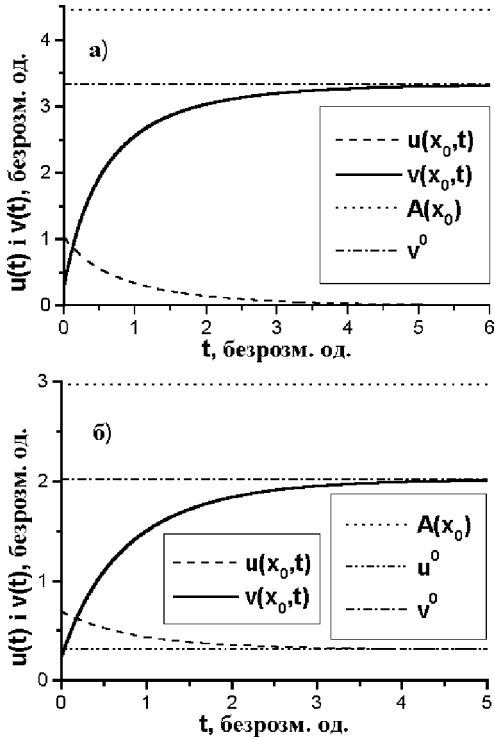 а)
4
3
2
1
0
u(t) і v(t), безрозм. од.
u(x₀,t)
v(x₀,t)
A(x₀)
v⁰
0 1 2 3 4 5 6
t, безрозм. од.
б)
3
2
1
0
u(t) і v(t), безрозм. од.
u(x₀,t)
v(x₀,t)
A(x₀)
u⁰
v⁰
0 1 2 3 4 5
t, безрозм. од.